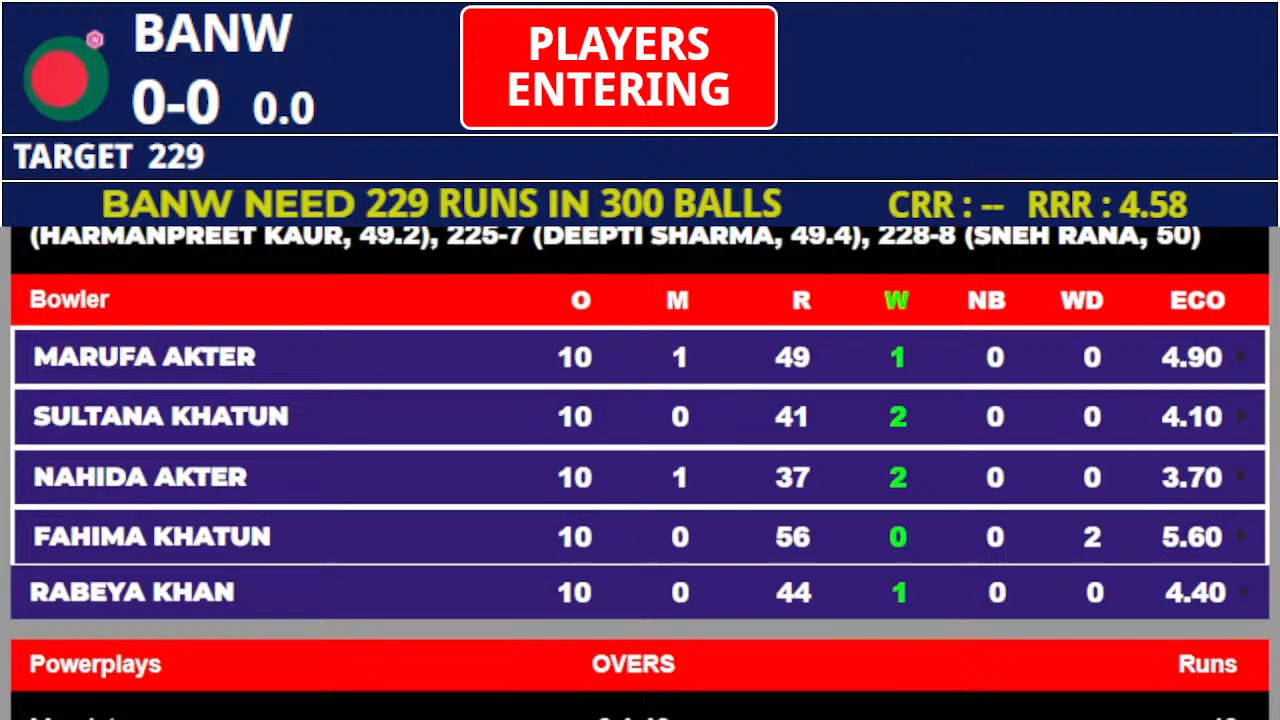 BANW
0-0 0.0
PLAYERS
ENTERING
TARGET 229
BANW NEED 229 RUNS IN 300 BALLS CRR : -- RRR : 4.58
(HARMANPREET KAUR, 49.2), 225-7 (DEEPTI SHARMA, 49.4), 228-8 (SNEH RANA, 50)
Bowler O M R W NB WD ECO
MARUFA AKTER 10 1 49 1 0 0 4.90
SULTANA KHATUN 10 0 41 2 0 0 4.10
NAHIDA AKTER 10 1 37 2 0 0 3.70
FAHIMA KHATUN 10 0 56 0 0 2 5.60
RABEYA KHAN 10 0 44 1 0 0 4.40
Powerplays OVERS Runs